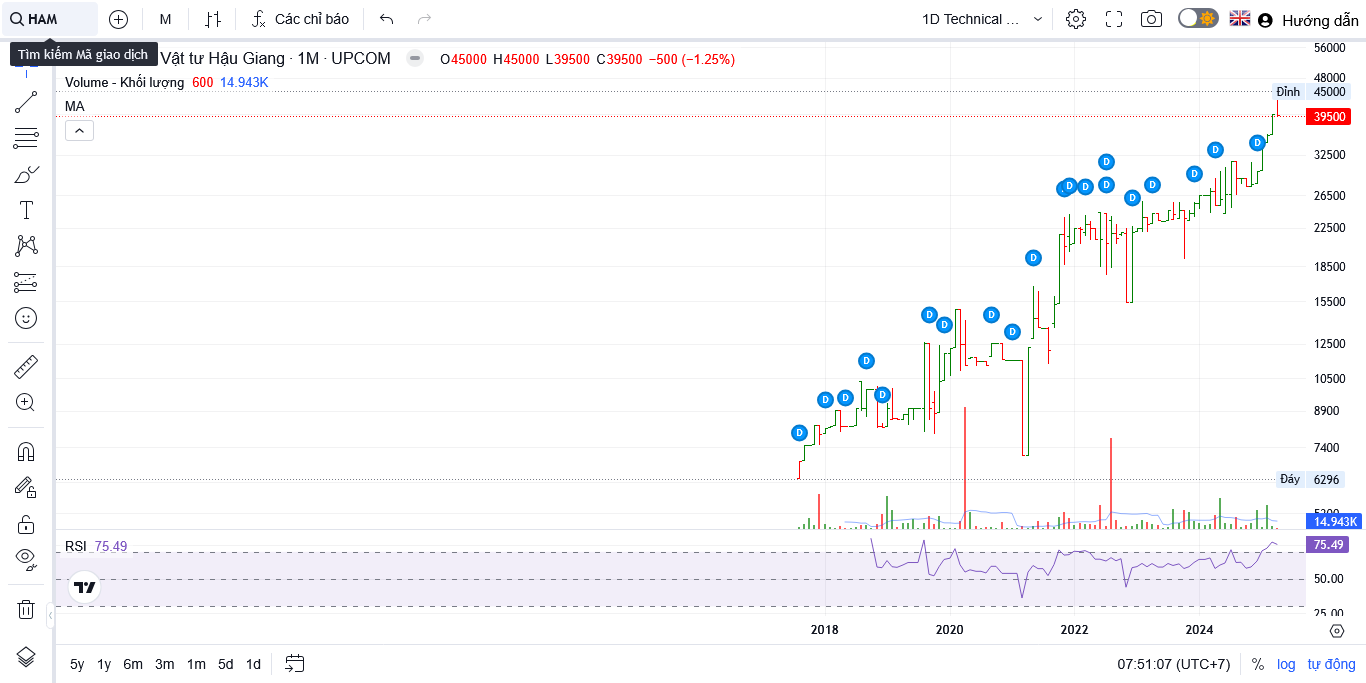 HAM M Các chỉ báo 1D Technical ... Hướng dẫn
Tìm kiếm Mã giao dịch
Vật tư Hậu Giang · 1M · UPCOM O45000 H45000 L39500 C39500 −500 (−1.25%)
Volume - Khối lượng 600 14.943K
MA
56000
48000
Đỉnh 45000
39500
32500
26500
22500
18500
15500
12500
10500
8900
7400
Đáy 6296
5200
14.943K
D D D D D D D D D D D D D D D D D D D D
RSI 75.49
75.49
50.00
25.00
2018 2020 2022 2024
5y 1y 6m 3m 1m 5d 1d 07:51:07 (UTC+7) % log tự động